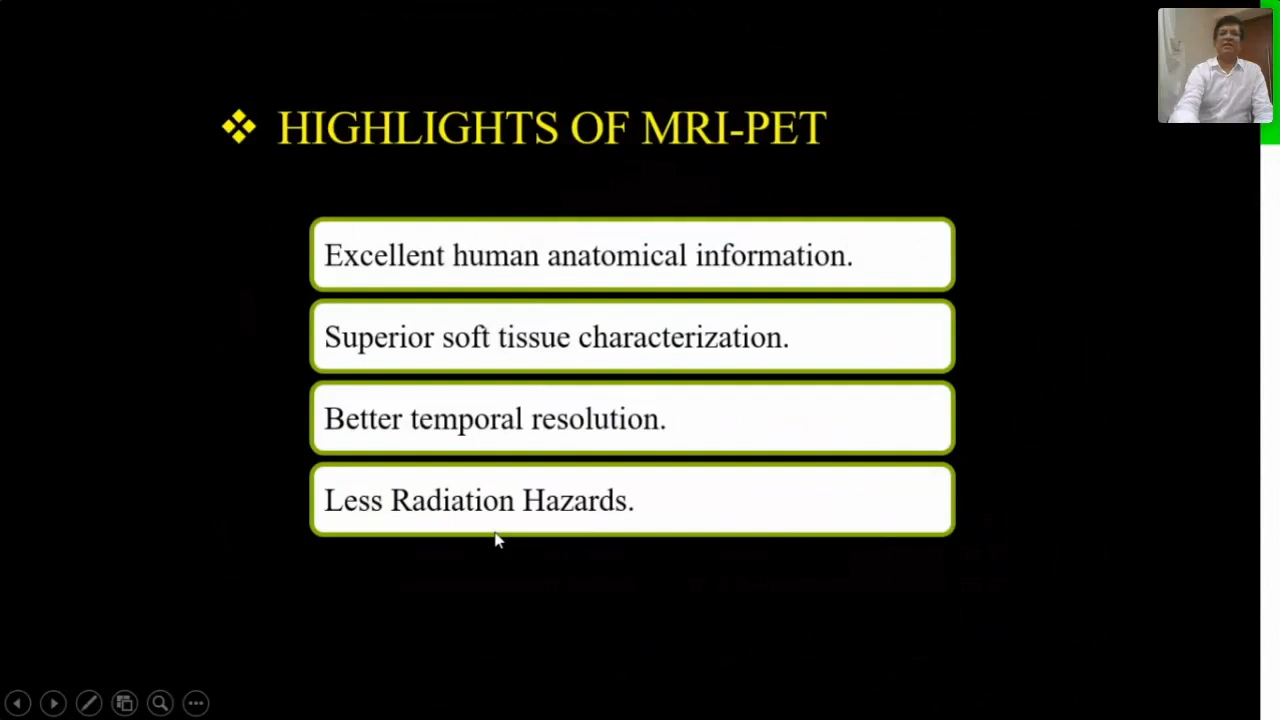 HIGHLIGHTS OF MRI-PET
Excellent human anatomical information.
Superior soft tissue characterization.
Better temporal resolution.
Less Radiation Hazards.